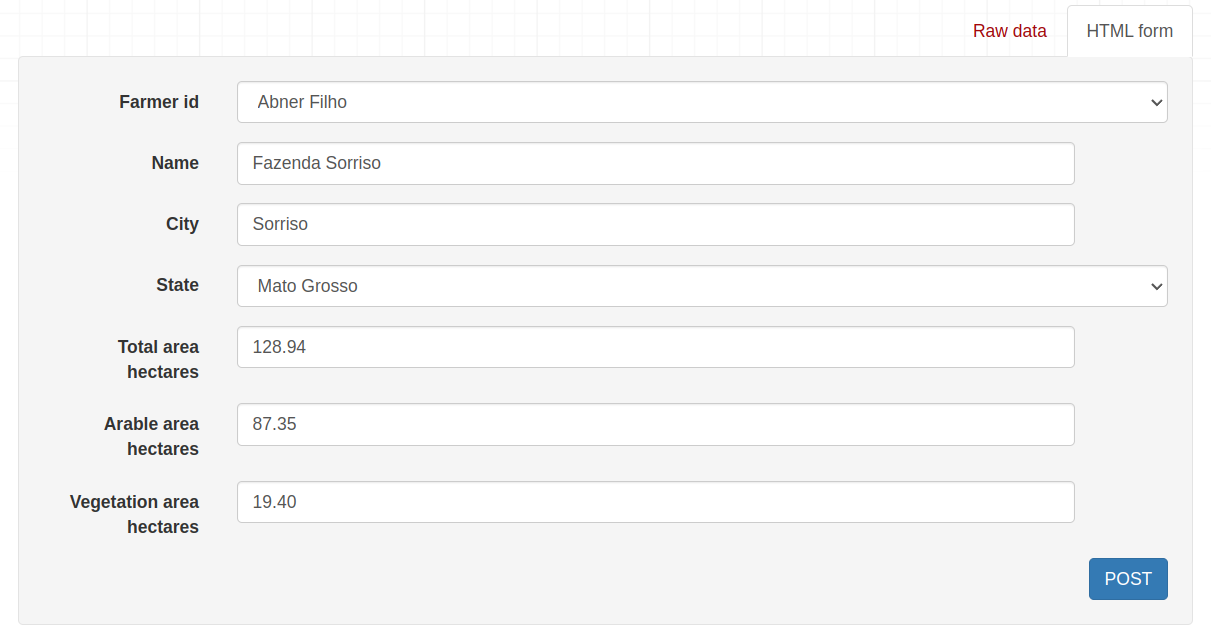 Raw data
HTML form
Farmer id
Abner Filho
Name
Fazenda Sorriso
City
Sorriso
State
Mato Grosso
Total area
hectares
128.94
Arable area
hectares
87.35
Vegetation area
hectares
19.40
POST